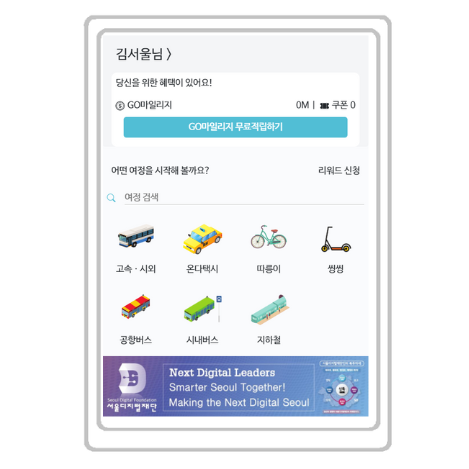 김서울님 〉
당신을 위한 혜택이 있어요!
GO마일리지 0M | 쿠폰 0
GO마일리지 무료적립하기
어떤 여정을 시작해 볼까요? 리워드 신청
여정 검색
고속 · 시외 온다택시 따릉이 씽씽
공항버스 시내버스 지하철
Next Digital Leaders
Smarter Seoul Together!
Making the Next Digital Seoul
Seoul Digital Foundation
서울디지털재단